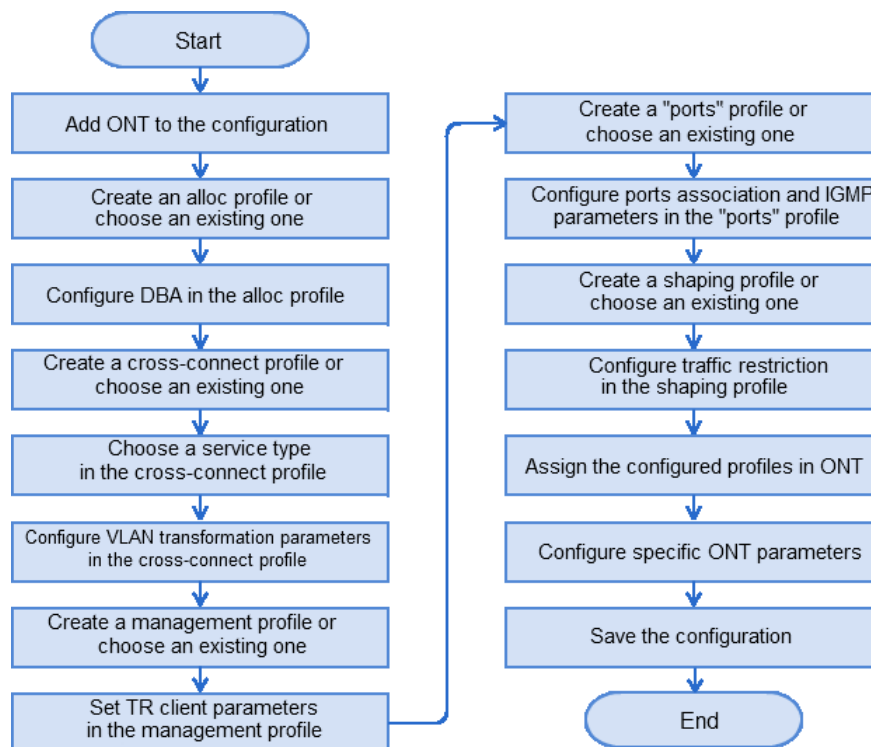 Start
Add ONT to the configuration
Create an alloc profile or
choose an existing one
Configure DBA in the alloc profile
Create a cross-connect profile or
choose an existing one
Choose a service type
in the cross-connect profile
Configure VLAN transformation parameters
in the cross-connect profile
Create a management profile or
choose an existing one
Set TR client parameters
in the management profile
Create a "ports" profile or
choose an existing one
Configure ports association and IGMP
parameters in the "ports" profile
Create a shaping profile or
choose an existing one
Configure traffic restriction
in the shaping profile
Assign the configured profiles in ONT
Configure specific ONT parameters
Save the configuration
End